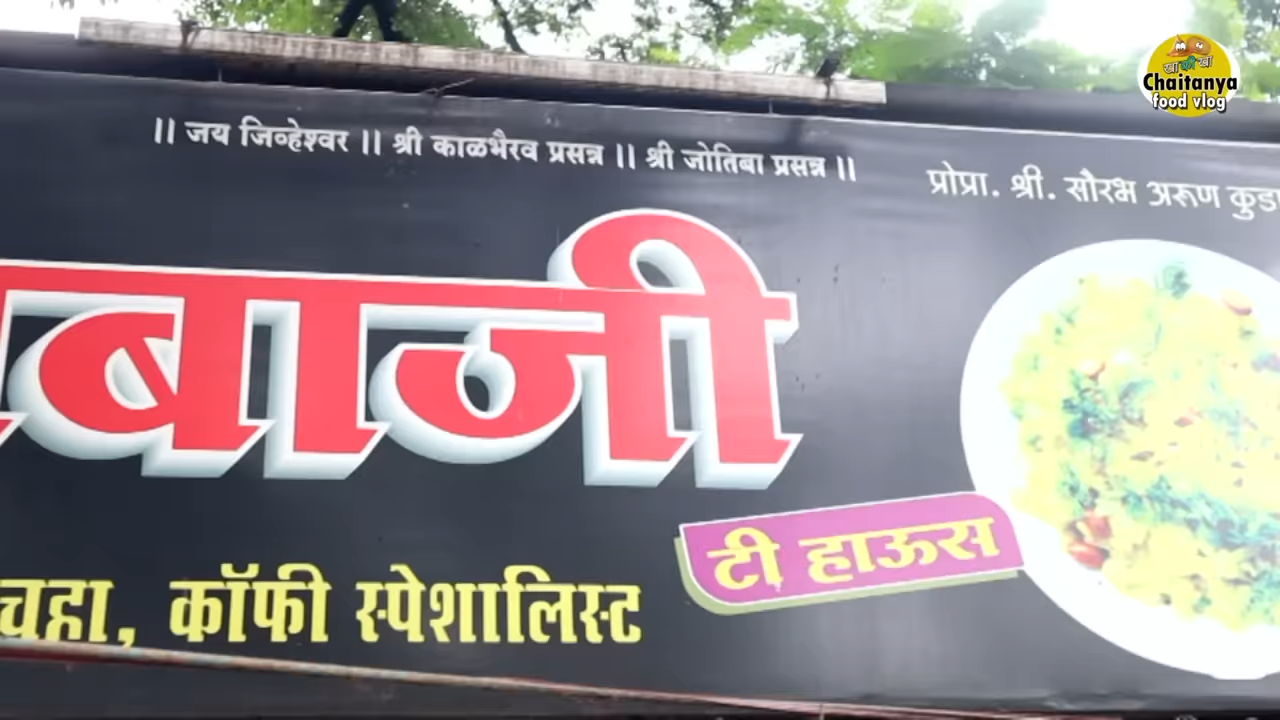 || जय जिव्हेश्वर || श्री काळभैरव प्रसन्न || श्री जोतिबा प्रसन्न ||
प्रोप्रा. श्री. सौरभ अरूण
बाजी
टी हाऊस
चहा, कॉफी स्पेशालिस्ट
खा की खा
Chaitanya
food vlog